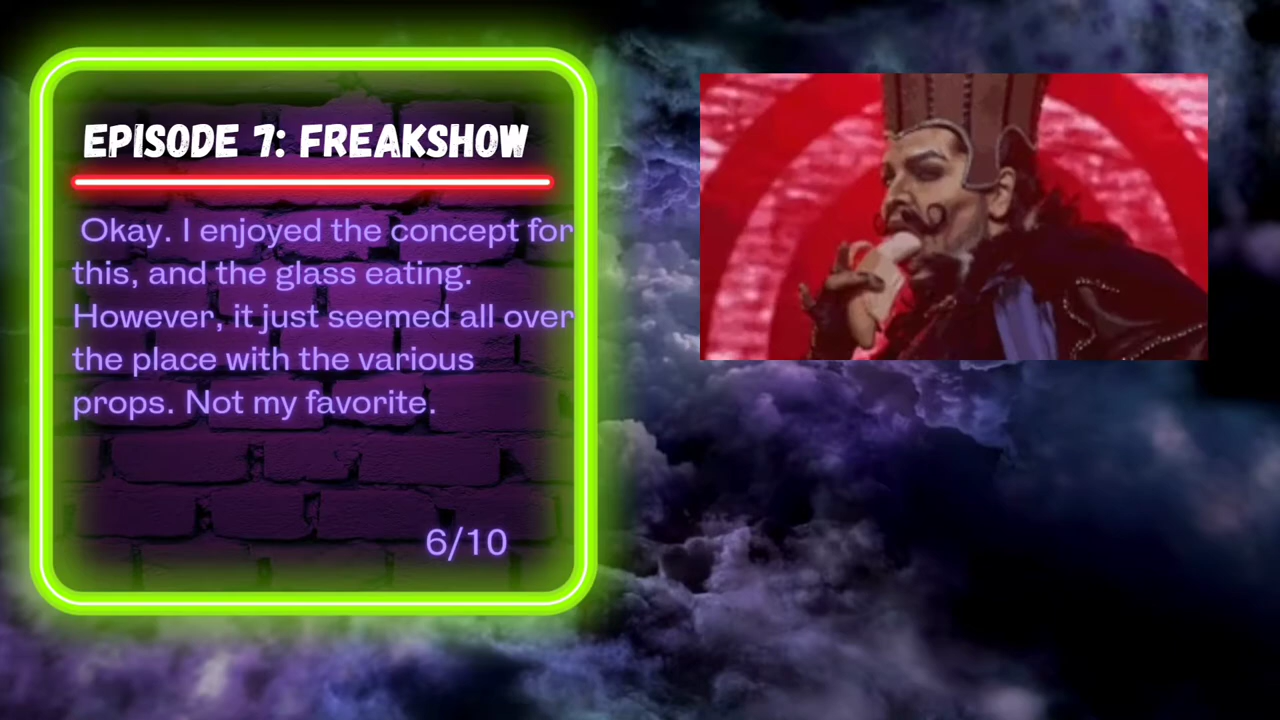 EPISODE 7: FREAKSHOW
Okay. I enjoyed the concept for
this, and the glass eating.
However, it just seemed all over
the place with the various
props. Not my favorite.
6/10